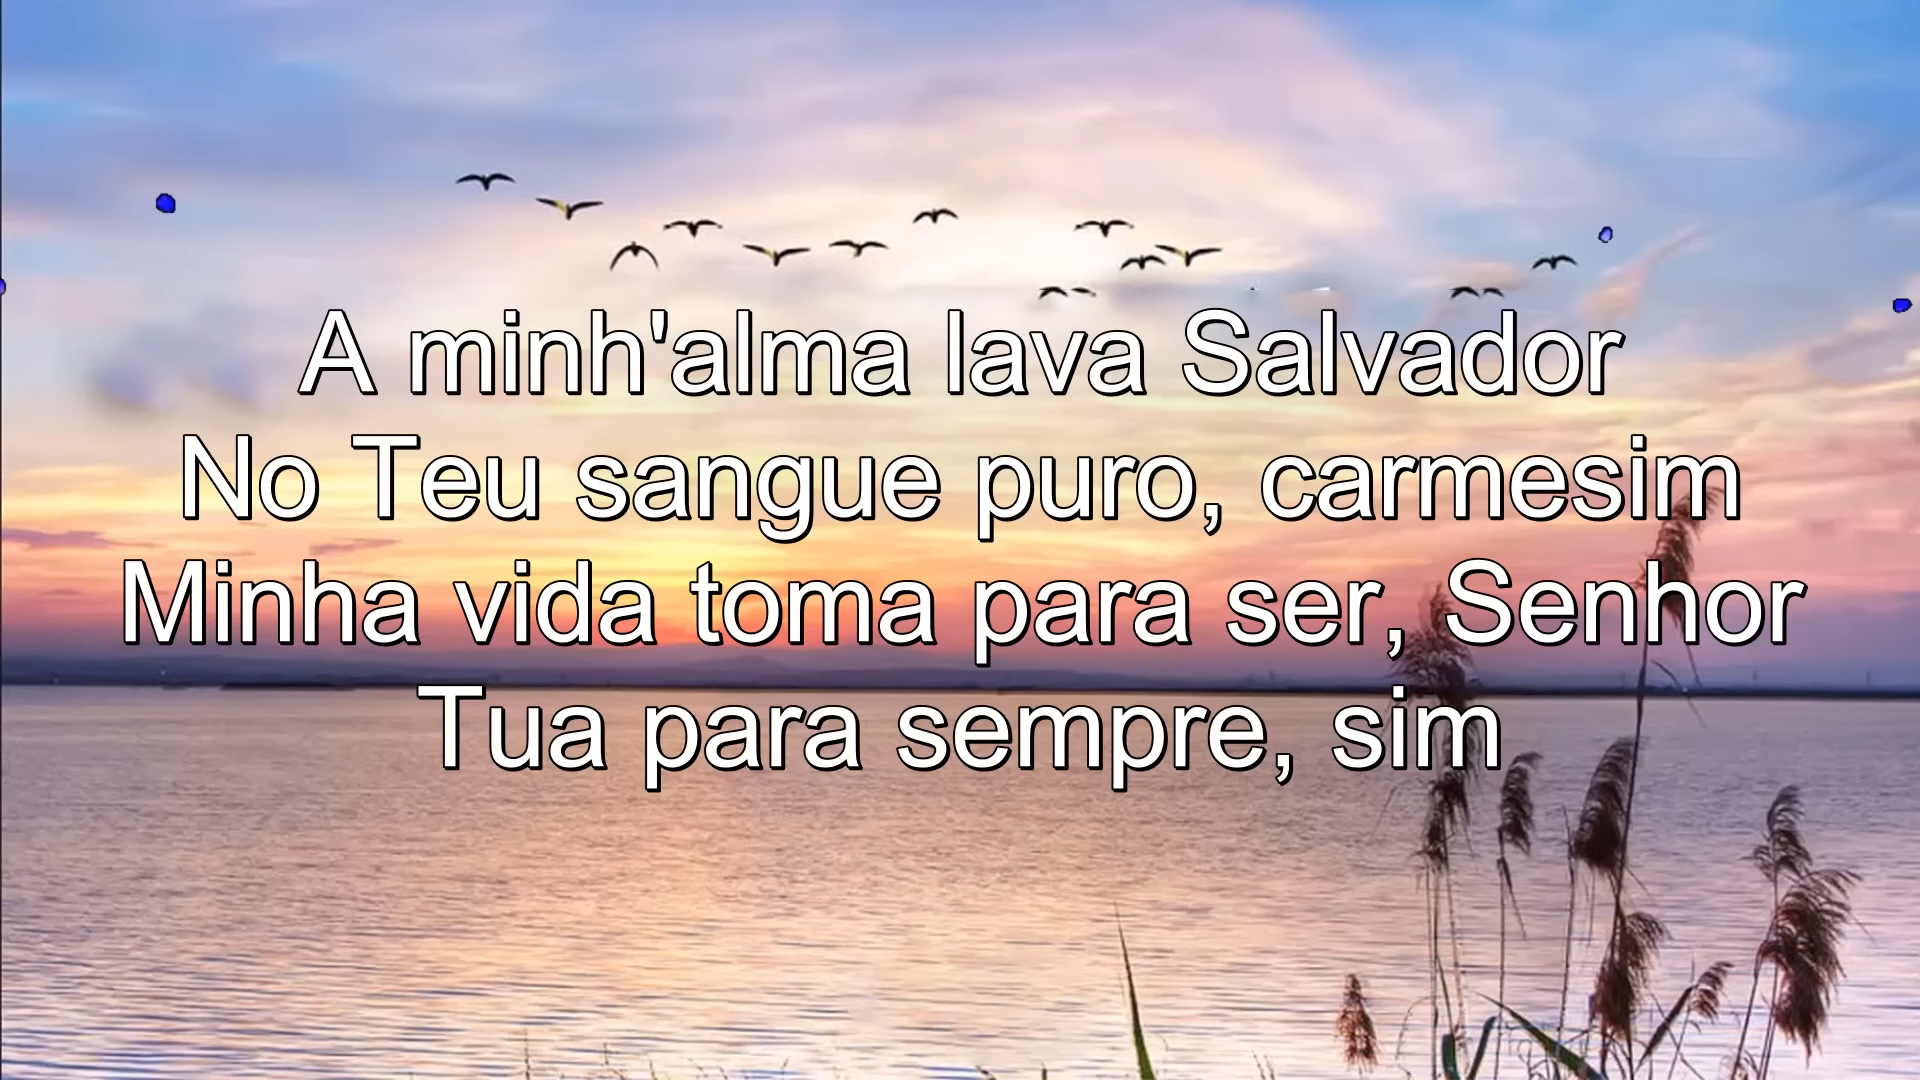 A minh'alma lava Salvador
No Teu sangue puro, carmesim
Minha vida toma para ser, Senhor
Tua para sempre, sim